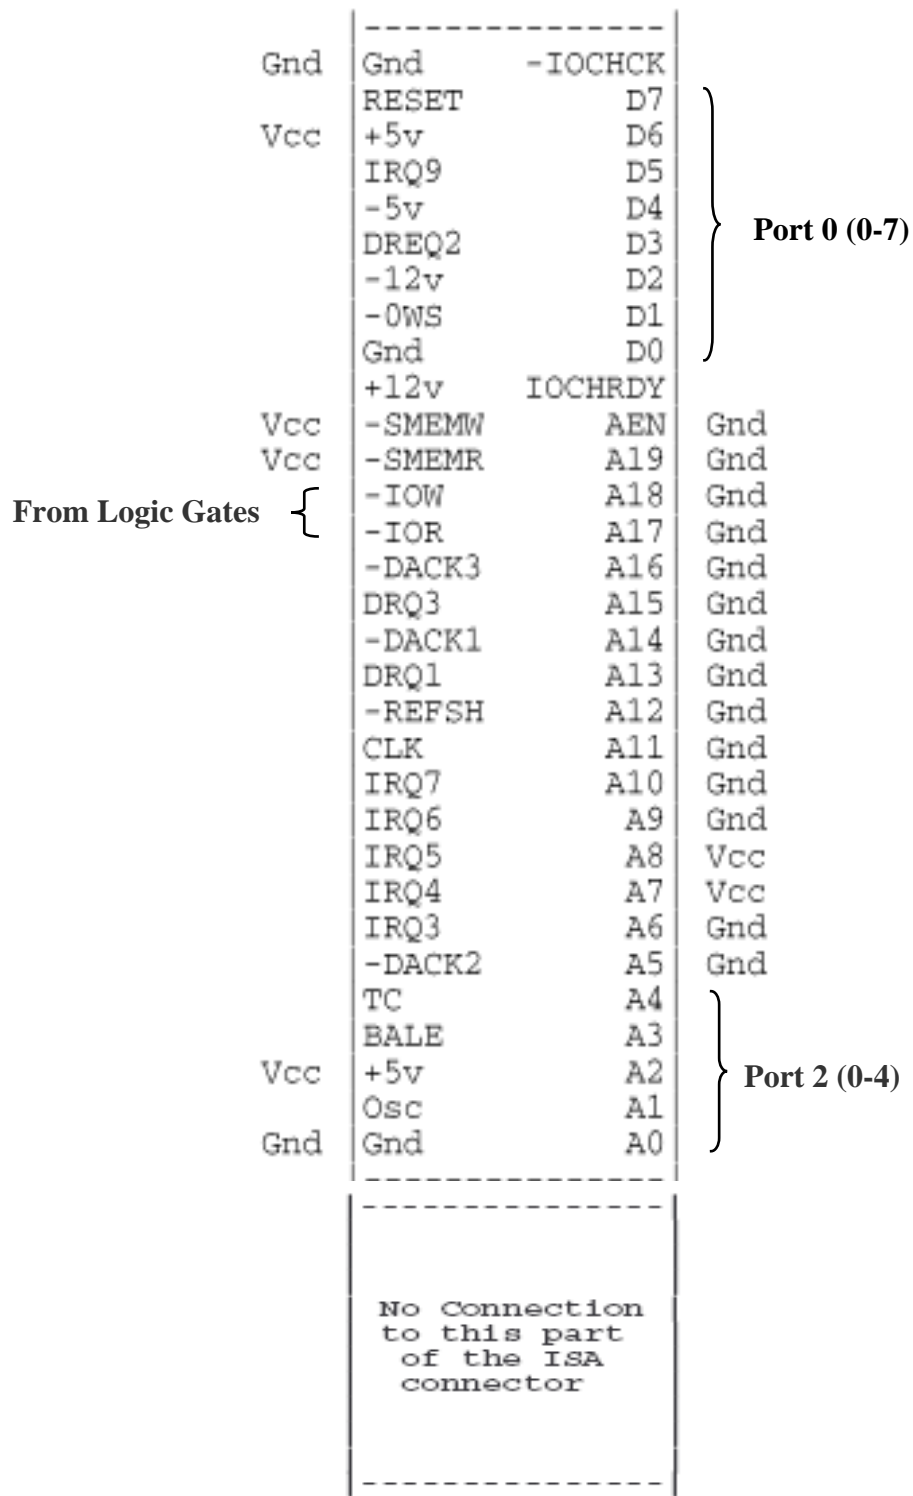 Gnd Gnd -IOCHCK
RESET D7
Vcc +5v D6
IRQ9 D5
-5v D4
Port 0 (0-7)
DREQ2 D3
-12v D2
-0WS D1
Gnd D0
+12v IOCHRDY
Vcc -SMEMW AEN Gnd
Vcc -SMEMR A19 Gnd
-IOW A18 Gnd
From Logic Gates
-IOR A17 Gnd
-DACK3 A16 Gnd
DRQ3 A15 Gnd
-DACK1 A14 Gnd
DRQ1 A13 Gnd
-REFSH A12 Gnd
CLK A11 Gnd
IRQ7 A10 Gnd
IRQ6 A9 Gnd
IRQ5 A8 Vcc
IRQ4 A7 Vcc
IRQ3 A6 Gnd
-DACK2 A5 Gnd
TC A4
BALE A3
Vcc +5v A2 Port 2 (0-4)
Osc A1
Gnd Gnd A0
No Connection
to this part
of the ISA
connector